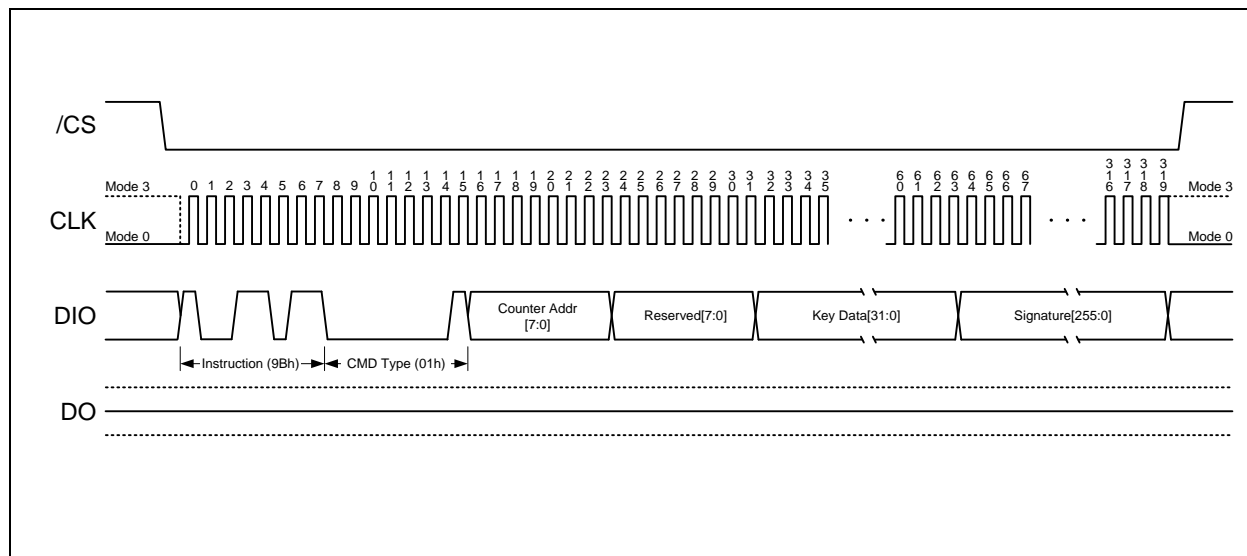 /CS
Mode 3
0 1 2 3 4 5 6 7 8 9 10 11 12 13 14 15 16 17 18 19 20 21 22 23 24 25 26 27 28 29 30 31 32 33 34 35 60 61 62 63 64 65 66 67 316 317 318 319
Mode 3
CLK
. . .
. . .
Mode 0
Mode 0
DIO
Counter Addr
[7:0]
Reserved[7:0]
Key Data[31:0]
Signature[255:0]
Instruction (9Bh)
CMD Type (01h)
DO